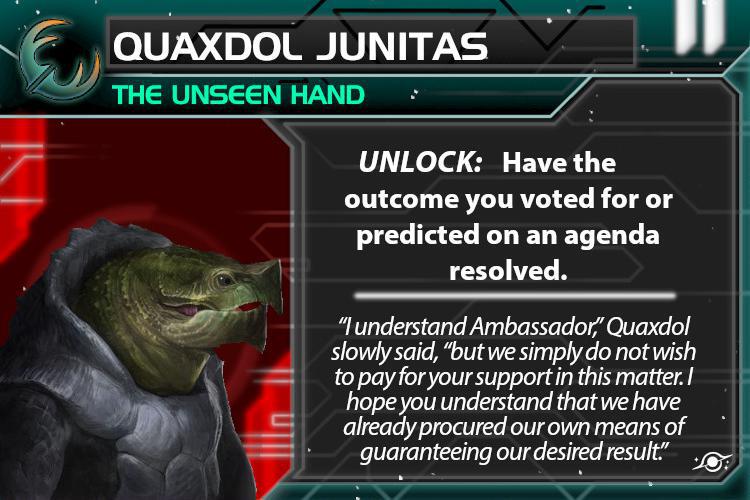 QUAXDOL JUNITAS
THE UNSEEN HAND
UNLOCK: Have the
outcome you voted for or
predicted on an agenda
resolved.
“I understand Ambassador,” Quaxdol
slowly said, “but we simply do not wish
to pay for your support in this matter. I
hope you understand that we have
already procured our own means of
guaranteeing our desired result.”